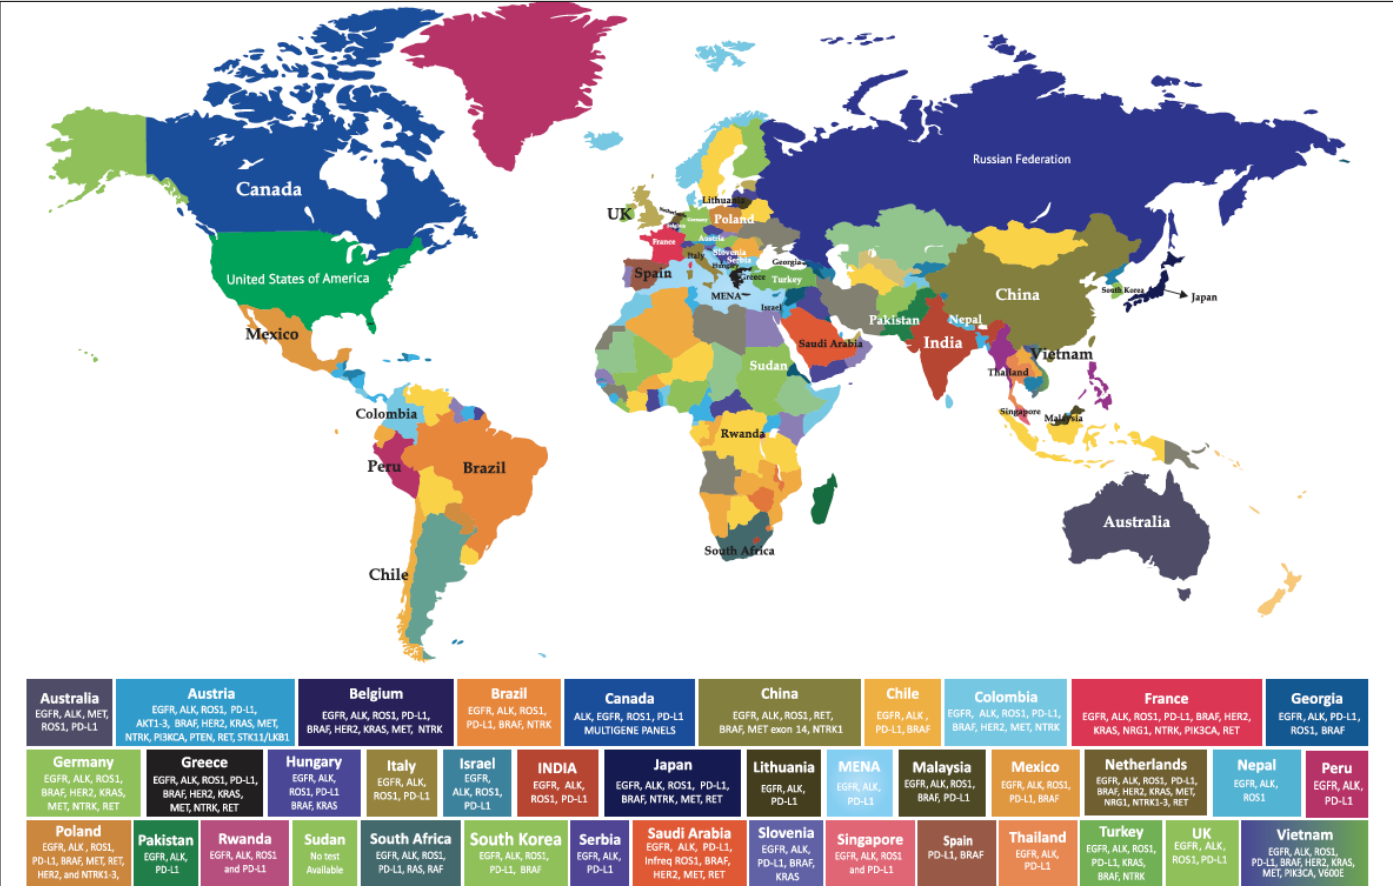 Canada
Russian Federation
UK
Lithuania
Netherlands
Belgium
Germany
Poland
France
Austria
United States of America
Spain
Italy
Slovenia
Serbia
Hungary
Georgia
Greece
Turkey
MENA
Israel
China
South Korea
Japan
Mexico
Pakistan
Nepal
India
Saudi Arabia
Vietnam
Sudan
Thailand
Colombia
Singapore
Malaysia
Rwanda
Peru
Brazil
Australia
South Africa
Chile
Australia
EGFR, ALK, MET,
ROS1, PD-L1
Austria
EGFR, ALK, ROS1, PD-L1,
AKT1-3, BRAF, HER2, KRAS, MET,
NTRK, PI3KCA, PTEN, RET, STK11/LKB1
Belgium
EGFR, ALK, ROS1, PD-L1,
BRAF, HER2, KRAS, MET, NTRK
Brazil
EGFR, ALK, ROS1,
PD-L1, BRAF, NTRK
Canada
ALK, EGFR, ROS1, PD-L1
MULTIGENE PANELS
China
EGFR, ALK, ROS1, RET,
BRAF, MET exon 14, NTRK1
Chile
EGFR, ALK ,
PD-L1, BRAF
Colombia
EGFR, ALK, ROS1, PD-L1,
BRAF, HER2, MET, NTRK
France
EGFR, ALK, ROS1, PD-L1, BRAF, HER2,
KRAS, NRG1, NTRK, PIK3CA, RET
Georgia
EGFR, ALK, PD-L1,
ROS1, BRAF
Germany
EGFR, ALK, ROS1,
BRAF, HER2, KRAS,
MET, NTRK, RET
Greece
EGFR, ALK, ROS1, PD-L1,
BRAF, HER2, KRAS,
MET, NTRK, RET
Hungary
EGFR, ALK,
ROS1, PD-L1
BRAF, KRAS
Italy
EGFR, ALK,
ROS1, PD-L1
Israel
EGFR,
ALK, ROS1,
PD-L1
INDIA
EGFR, ALK,
ROS1, PD-L1
Japan
EGFR, ALK, ROS1, PD-L1,
BRAF, NTRK, MET, RET
Lithuania
EGFR, ALK,
PD-L1
MENA
EGFR, ALK,
PD-L1
Malaysia
EGFR, ALK, ROS1,
BRAF, PD-L1
Mexico
EGFR, ALK, ROS1,
PD-L1, BRAF
Netherlands
EGFR, ALK, ROS1, PD-L1,
BRAF, HER2, KRAS, MET,
NRG1, NTRK1-3, RET
Nepal
EGFR, ALK,
ROS1
Peru
EGFR, ALK,
PD-L1
Poland
EGFR, ALK , ROS1,
PD-L1, BRAF, MET, RET,
HER2, and NTRK1-3,
Pakistan
EGFR, ALK,
PD-L1
Rwanda
EGFR, ALK, ROS1
and PD-L1
Sudan
No test
Available
South Africa
EGFR, ALK, ROS1,
PD-L1, RAS, RAF
South Korea
EGFR, ALK, ROS1,
PD-L1, BRAF
Serbia
EGFR, ALK,
PD-L1
Saudi Arabia
EGFR, ALK, PD-L1,
Infreq ROS1, BRAF,
HER2, MET, RET
Slovenia
EGFR, ALK,
PD-L1, BRAF,
KRAS
Singapore
EGFR, ALK, ROS1
and PD-L1
Spain
PD-L1, BRAF
Thailand
EGFR, ALK,
PD-L1
Turkey
EGFR, ALK, ROS1,
PD-L1, KRAS,
BRAF, NTRK
UK
EGFR, ALK,
ROS1, PD-L1
Vietnam
EGFR, ALK, ROS1,
PD-L1, BRAF, HER2, KRAS,
MET, PIK3CA, V600E